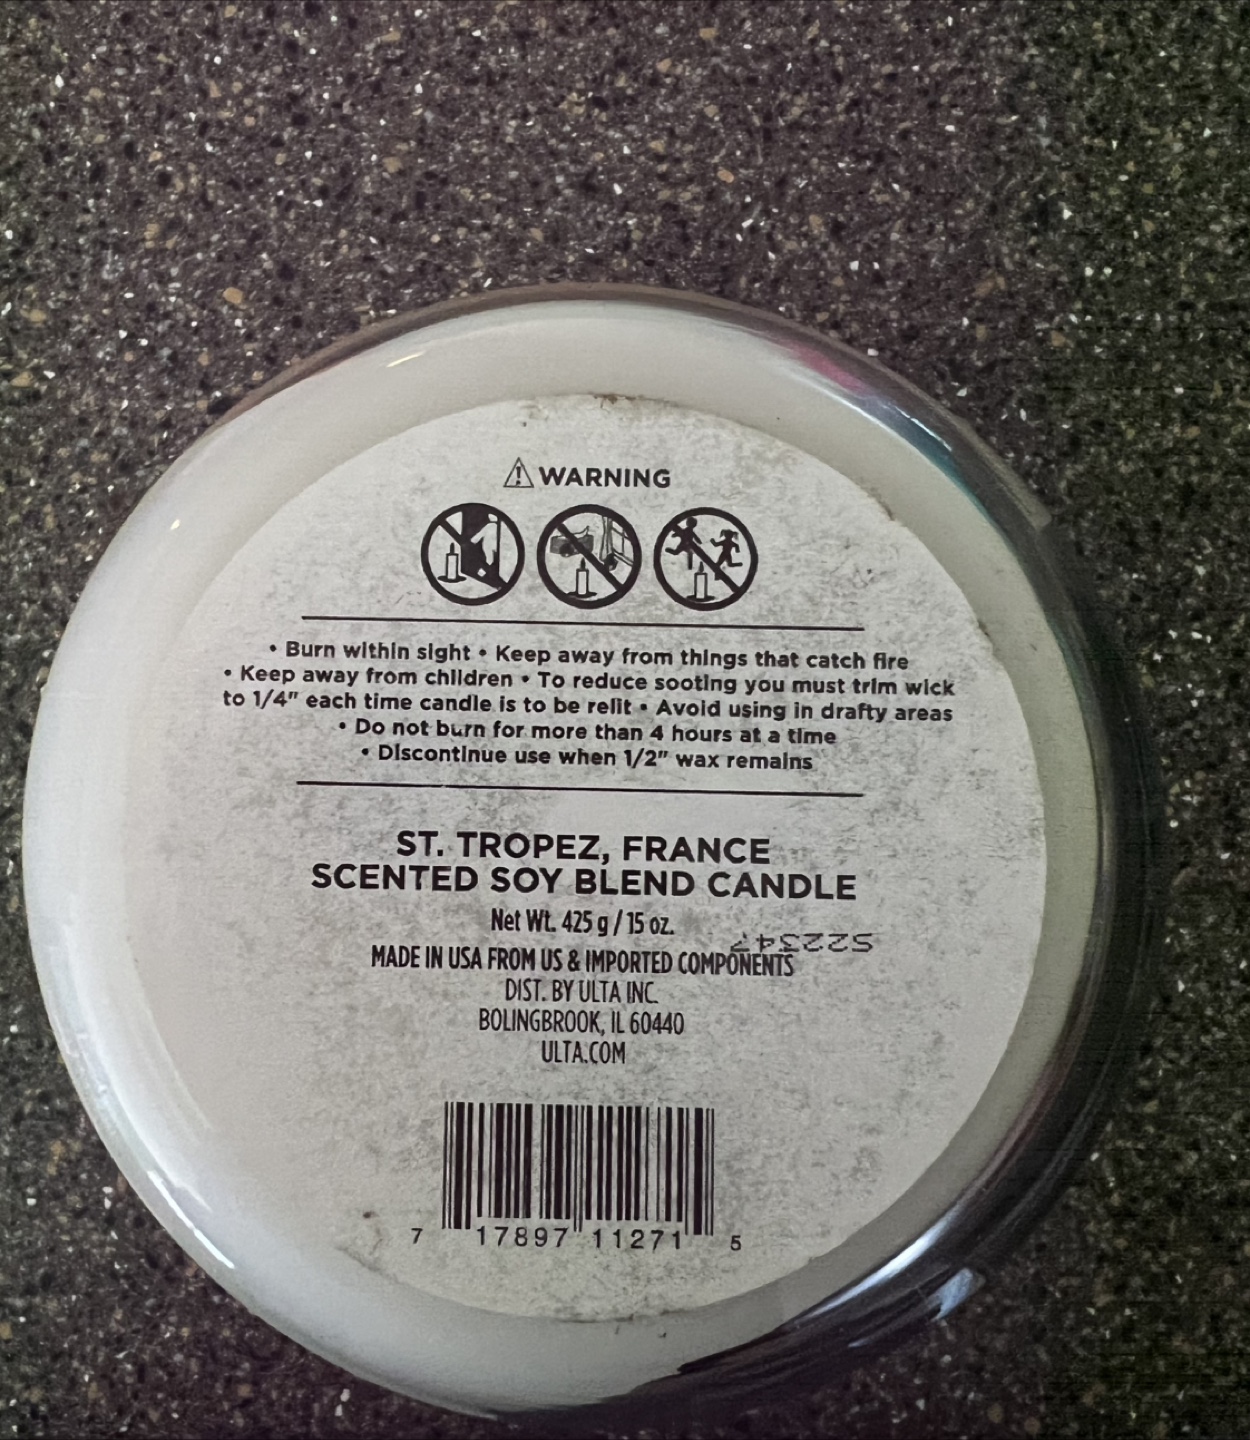 ⚠ WARNING
• Burn within sight • Keep away from things that catch fire
• Keep away from children • To reduce sooting you must trim wick
to 1/4" each time candle is to be relit • Avoid using in drafty areas
• Do not burn for more than 4 hours at a time
• Discontinue use when 1/2" wax remains
ST. TROPEZ, FRANCE
SCENTED SOY BLEND CANDLE
Net Wt. 425 g / 15 oz.
S22347
MADE IN USA FROM US & IMPORTED COMPONENTS
DIST. BY ULTA INC.
BOLINGBROOK, IL 60440
ULTA.COM
7 17897 11271 5